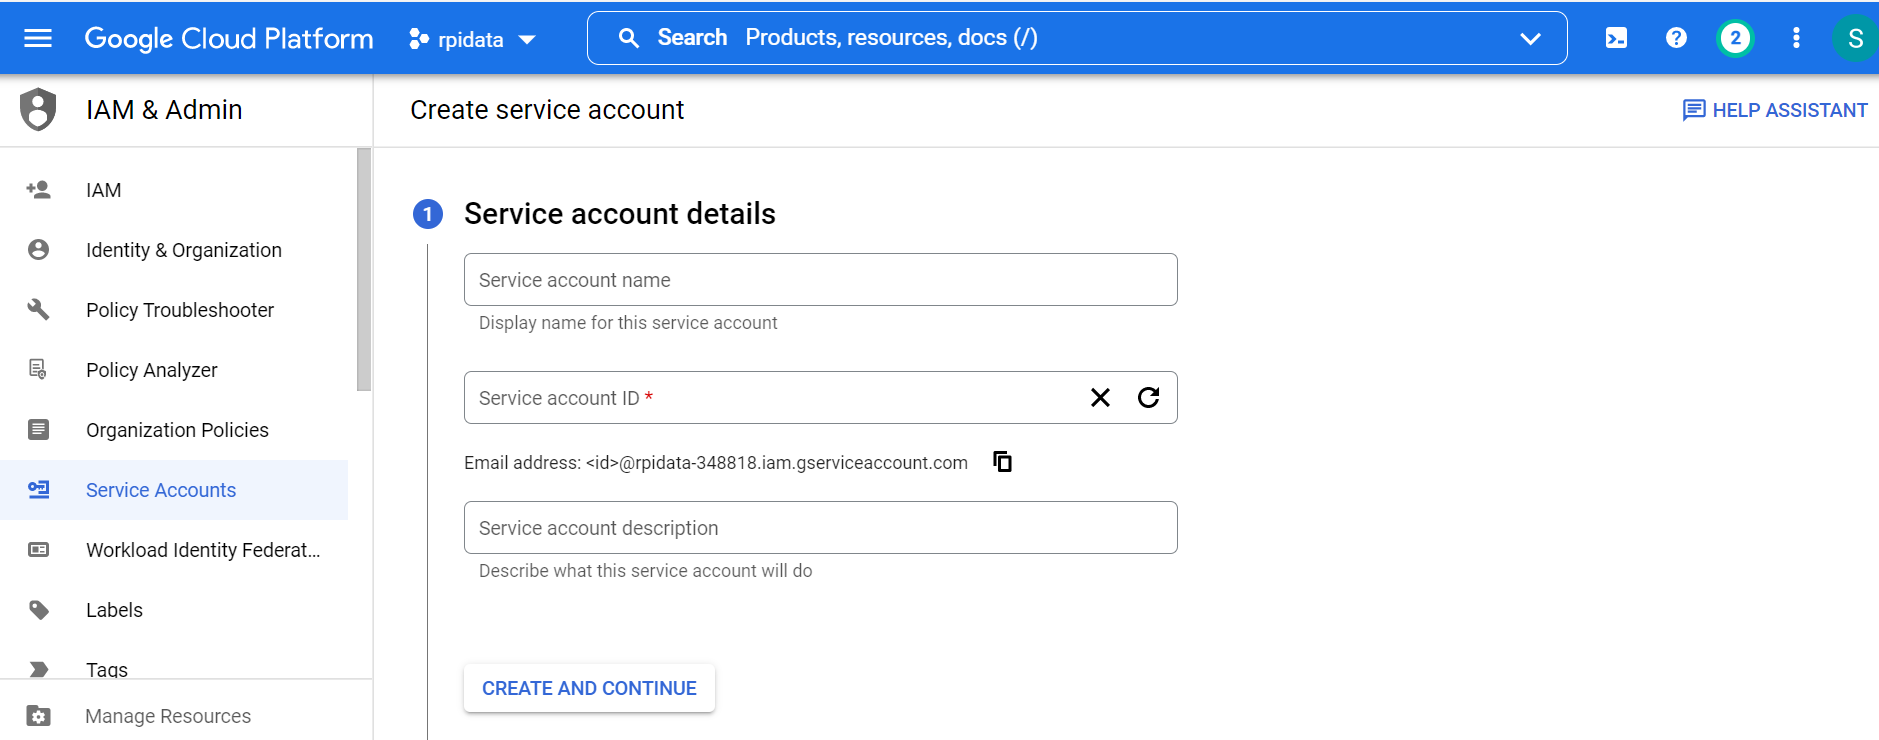 Google Cloud Platform
rpidata
Search Products, resources, docs (/)
2
S
IAM & Admin
Create service account
HELP ASSISTANT
IAM
Identity & Organization
Policy Troubleshooter
Policy Analyzer
Organization Policies
Service Accounts
Workload Identity Federat...
Labels
Tags
Manage Resources
1 Service account details
Service account name
Display name for this service account
Service account ID *
Email address: <id>@rpidata-348818.iam.gserviceaccount.com
Service account description
Describe what this service account will do
CREATE AND CONTINUE